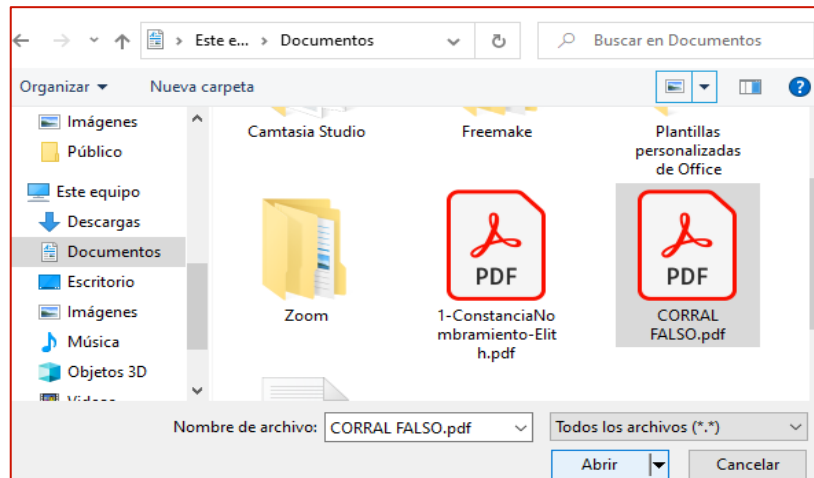 Este e... > Documentos
Buscar en Documentos
Organizar
Nueva carpeta
?
Imágenes
Público
Este equipo
Descargas
Documentos
Escritorio
Imágenes
Música
Objetos 3D
Videos
Camtasia Studio
Freemake
Plantillas
personalizadas
de Office
Zoom
PDF
1-ConstanciaNo
mbramiento-Elit
h.pdf
PDF
CORRAL
FALSO.pdf
Nombre de archivo: CORRAL FALSO.pdf
Todos los archivos (*.*)
Abrir
Cancelar